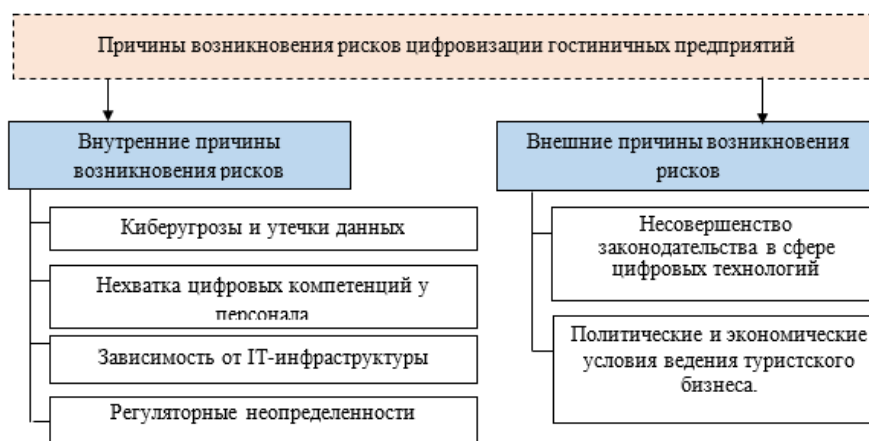 Причины возникновения рисков цифровизации гостиничных предприятий
Внутренние причины
возникновения рисков
Киберугрозы и утечки данных
Нехватка цифровых компетенций у
персонала
Зависимость от IT-инфраструктуры
Регуляторные неопределенности
Внешние причины возникновения
рисков
Несовершенство
законодательства в сфере
цифровых технологий
Политические и экономические
условия ведения туристского
бизнеса.